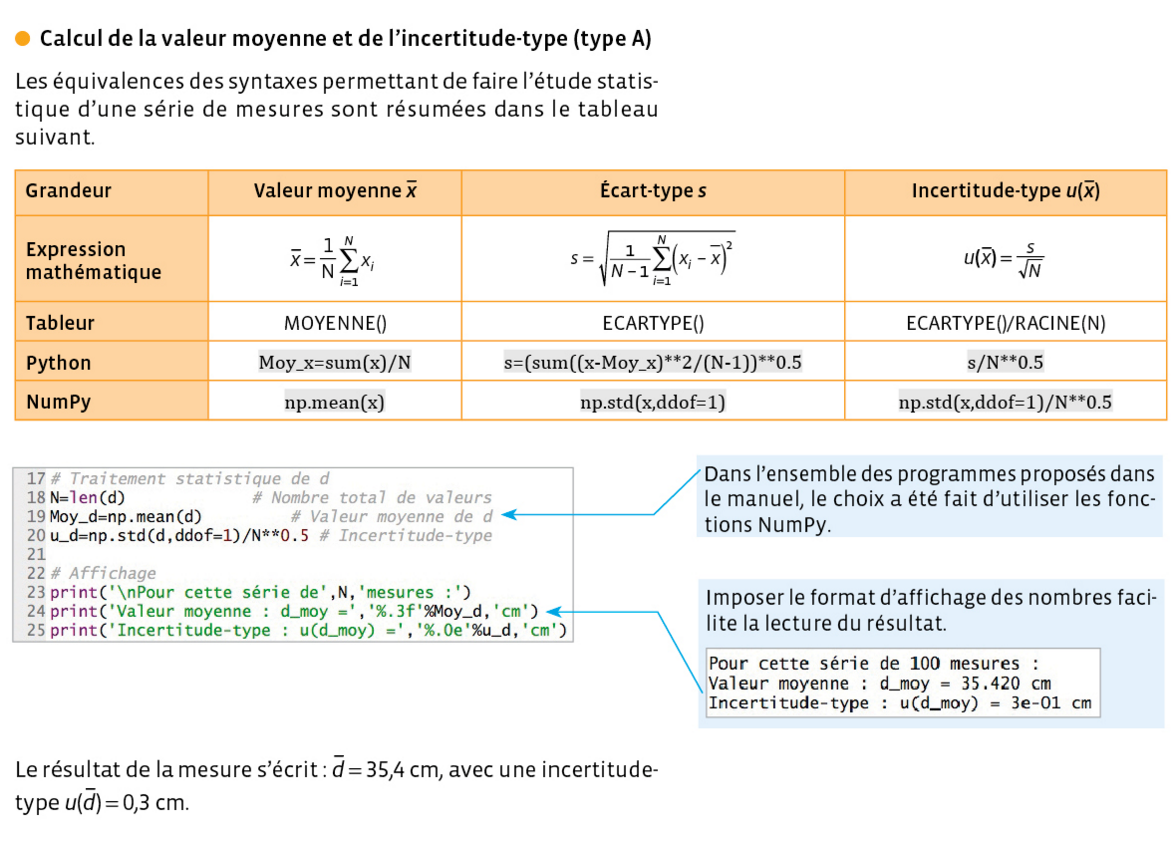 Calcul de la valeur moyenne et de l'incertitude-type (type A)
Les équivalences des syntaxes permettant de faire l'étude statis-
tique d'une série de mesures sont résumées dans le tableau
suivant.
Grandeur
Valeur moyenne x̄
Écart-type s
Incertitude-type u(x̄)
Expression
mathématique
x̄ = 1/N ∑_{i=1}^{N} x_i
s = √(1/(N – 1) ∑_{i=1}^{N} (x_i – x̄)²)
u(x̄) = s/√N
Tableur
MOYENNE()
ECARTYPE()
ECARTYPE()/RACINE(N)
Python
Moy_x=sum(x)/N
s=(sum((x-Moy_x)**2/(N-1))**0.5
s/N**0.5
NumPy
np.mean(x)
np.std(x,ddof=1)
np.std(x,ddof=1)/N**0.5
17 # Traitement statistique de d
18 N=len(d) # Nombre total de valeurs
19 Moy_d=np.mean(d) # Valeur moyenne de d
20 u_d=np.std(d,ddof=1)/N**0.5 # Incertitude-type
21
22 # Affichage
23 print('\nPour cette série de',N,'mesures :')
24 print('Valeur moyenne : d_moy =','%.3f'%Moy_d,'cm')
25 print('Incertitude-type : u(d_moy) =','%.0e'%u_d,'cm')
Dans l'ensemble des programmes proposés dans
le manuel, le choix a été fait d'utiliser les fonc-
tions NumPy.
Imposer le format d'affichage des nombres faci-
lite la lecture du résultat.
Pour cette série de 100 mesures :
Valeur moyenne : d_moy = 35.420 cm
Incertitude-type : u(d_moy) = 3e-01 cm
Le résultat de la mesure s'écrit : d̄ = 35,4 cm, avec une incertitude-
type u(d̄) = 0,3 cm.